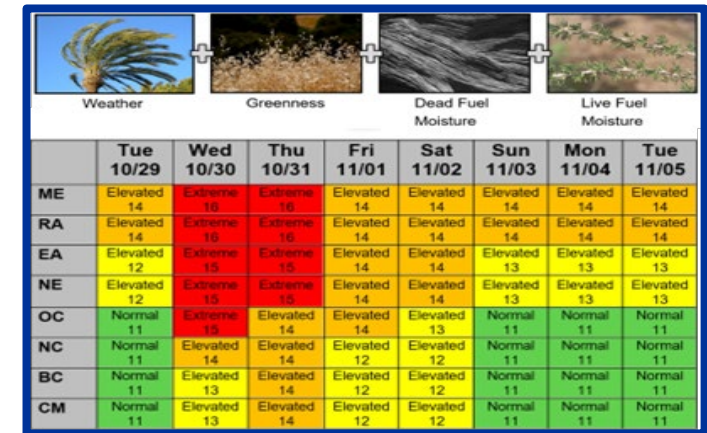 Weather Greenness Dead Fuel Live Fuel
Moisture Moisture
Tue Wed Thu Fri Sat Sun Mon Tue
10/29 10/30 10/31 11/01 11/02 11/03 11/04 11/05
ME Elevated Extreme Extreme Elevated Elevated Elevated Elevated Elevated
14 16 16 14 14 14 14 14
RA Elevated Extreme Extreme Elevated Elevated Elevated Elevated Elevated
14 16 16 14 14 14 14 14
EA Elevated Extreme Extreme Elevated Elevated Elevated Elevated Elevated
12 15 15 14 14 13 13 13
NE Elevated Extreme Extreme Elevated Elevated Elevated Elevated Elevated
12 15 15 14 14 13 13 13
OC Normal Extreme Elevated Elevated Elevated Normal Normal Normal
11 15 14 14 13 11 11 11
NC Normal Elevated Elevated Elevated Elevated Normal Normal Normal
11 14 14 12 12 11 11 11
BC Normal Elevated Elevated Elevated Elevated Normal Normal Normal
11 13 14 12 12 11 11 11
CM Normal Elevated Elevated Elevated Elevated Normal Normal Normal
11 13 14 12 12 11 11 11